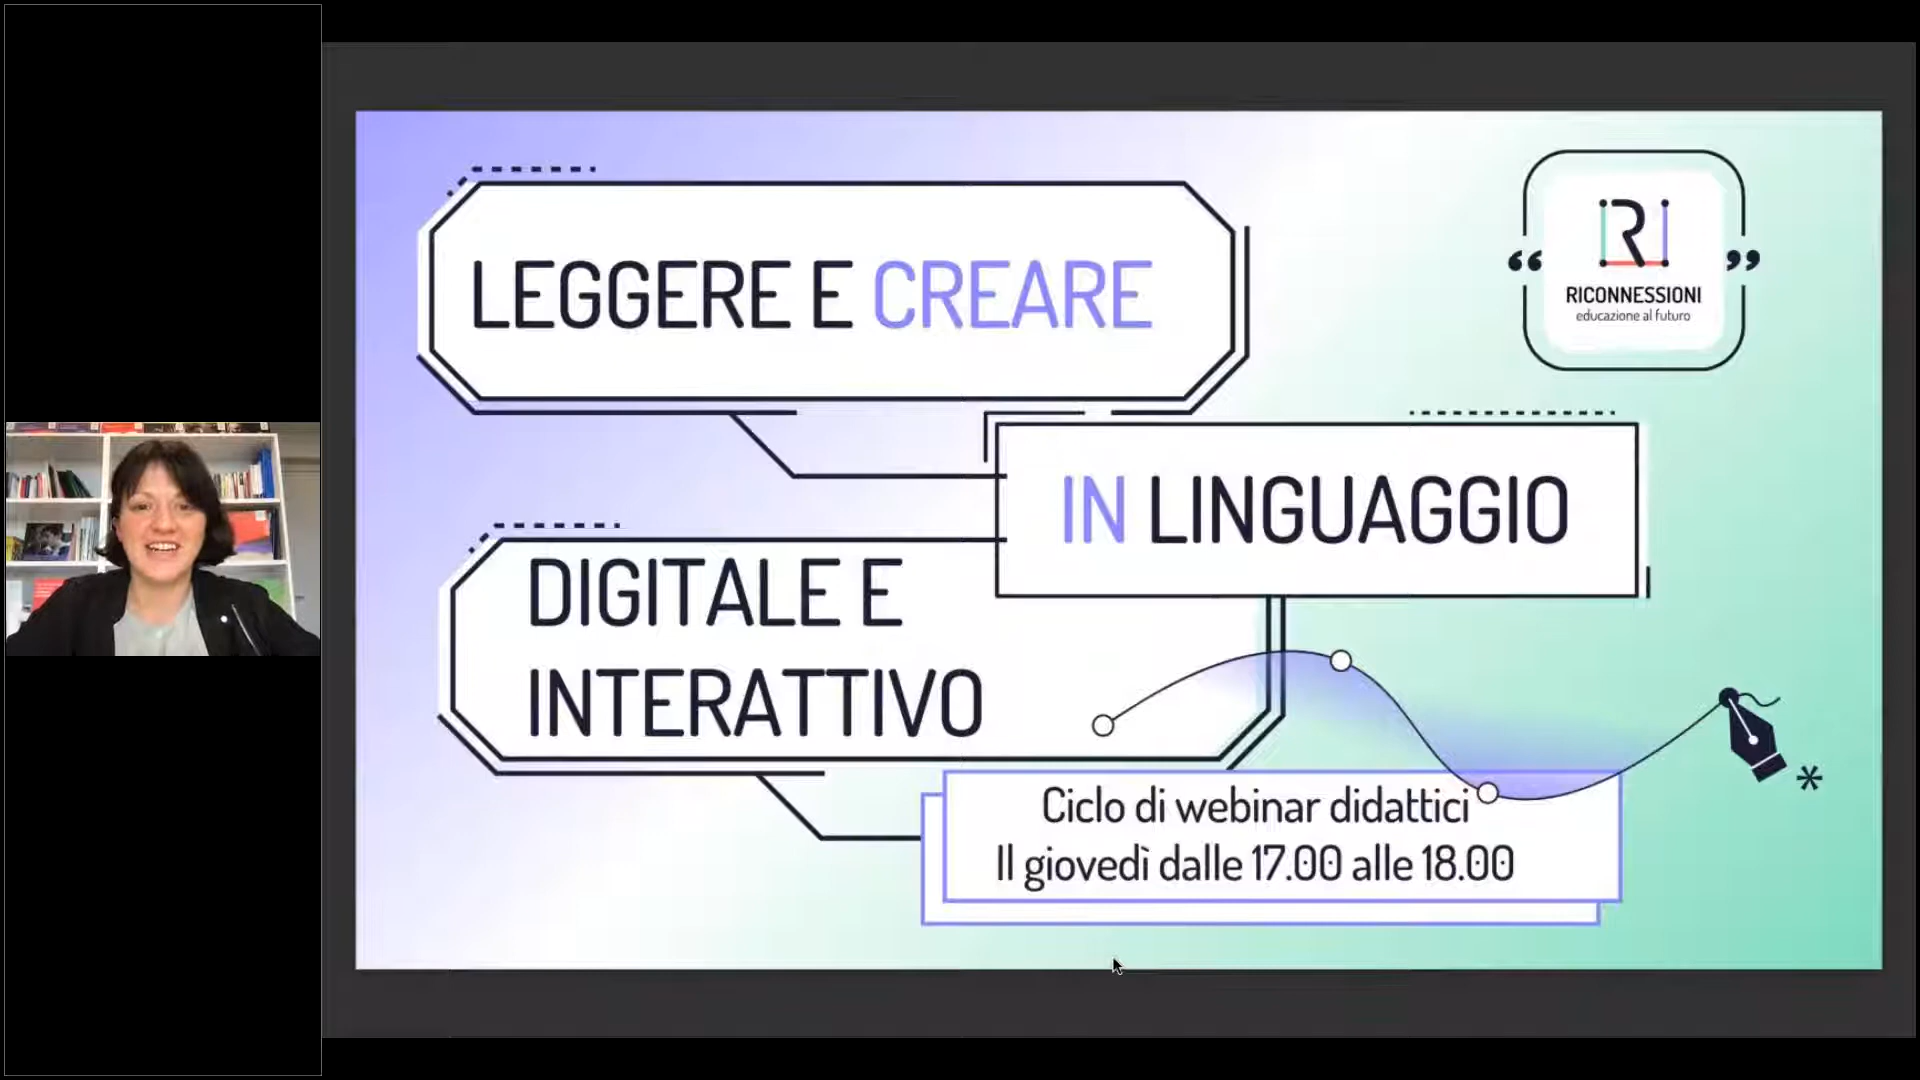 LEGGERE E CREARE
RICONNESSIONI
educazione al futuro
IN LINGUAGGIO
DIGITALE E
INTERATTIVO
Ciclo di webinar didattici
Il giovedì dalle 17.00 alle 18.00